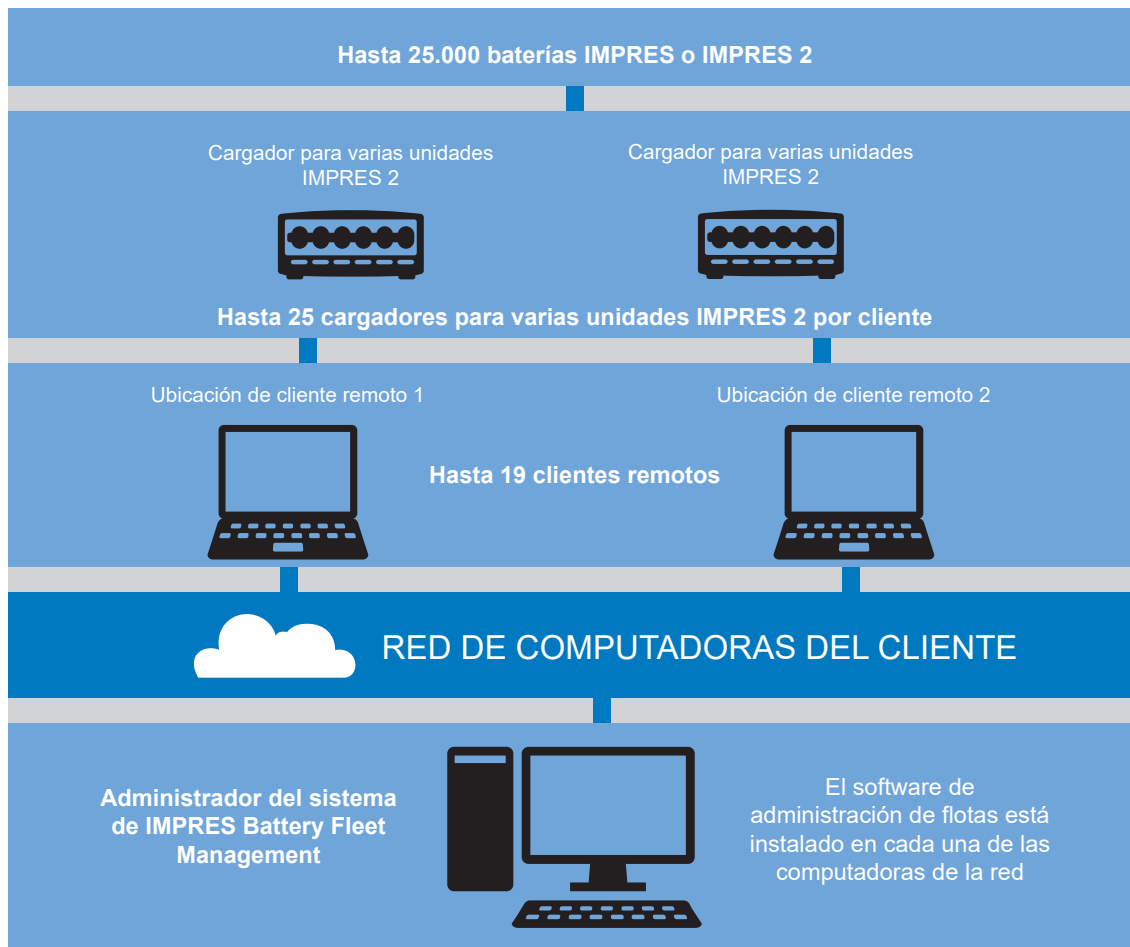 Hasta 25.000 baterías IMPRES o IMPRES 2
Cargador para varias unidades
IMPRES 2
Cargador para varias unidades
IMPRES 2
Hasta 25 cargadores para varias unidades IMPRES 2 por cliente
Ubicación de cliente remoto 1
Ubicación de cliente remoto 2
Hasta 19 clientes remotos
RED DE COMPUTADORAS DEL CLIENTE
Administrador del sistema
de IMPRES Battery Fleet
Management
El software de
administración de flotas está
instalado en cada una de las
computadoras de la red